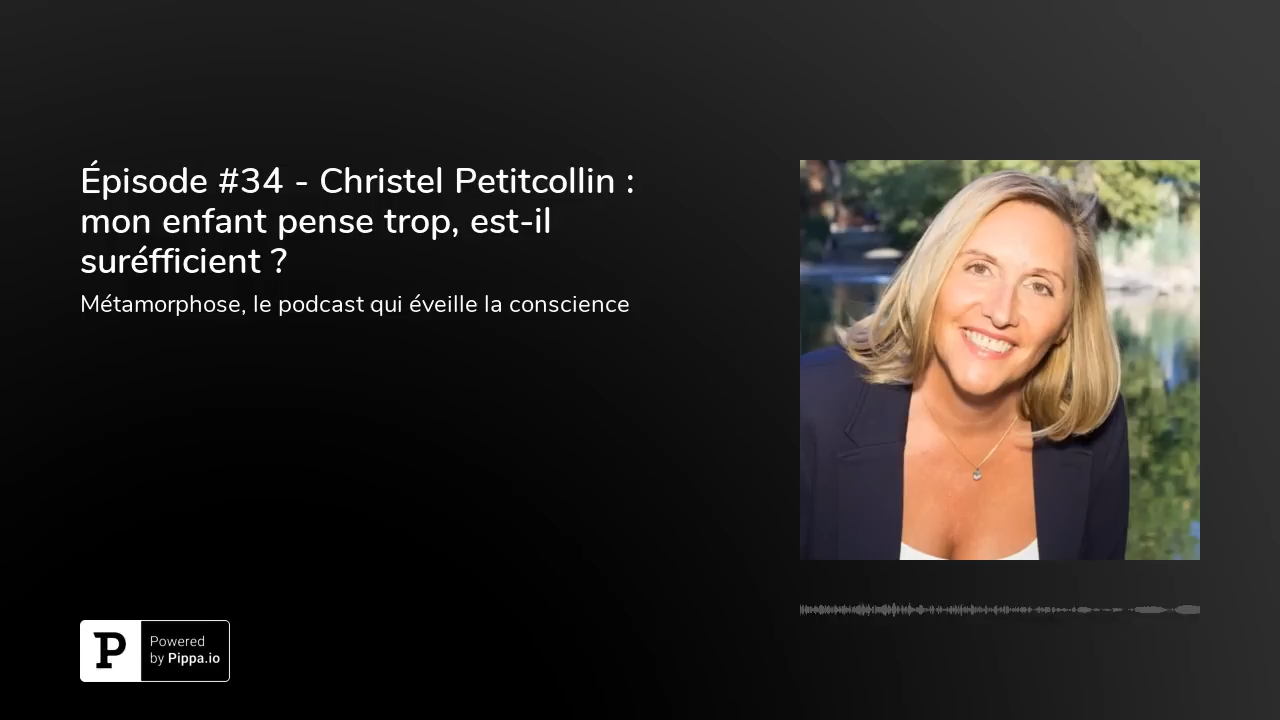 Épisode #34 - Christel Petitcollin :
mon enfant pense trop, est-il
suréfficient ?
Métamorphose, le podcast qui éveille la conscience
P
Powered
by Pippa.io